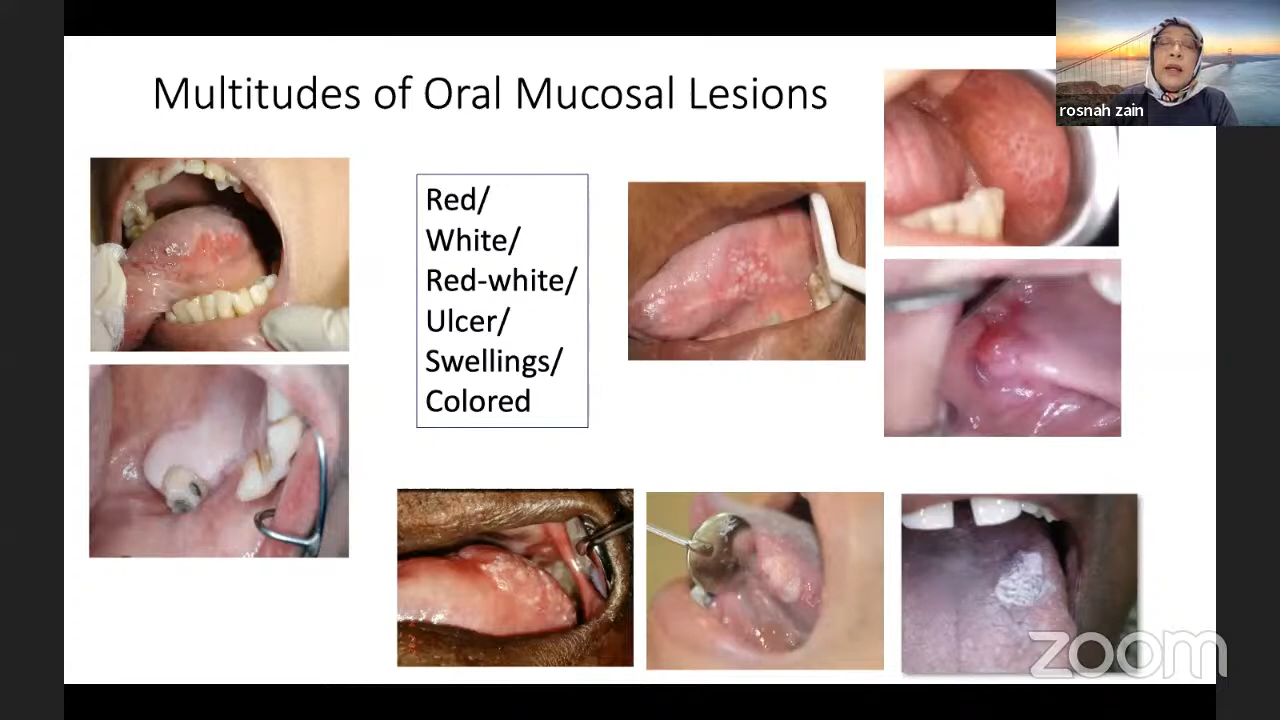 Multitudes of Oral Mucosal Lesions
rosnah zain
Red/
White/
Red-white/
Ulcer/
Swellings/
Colored
zoom